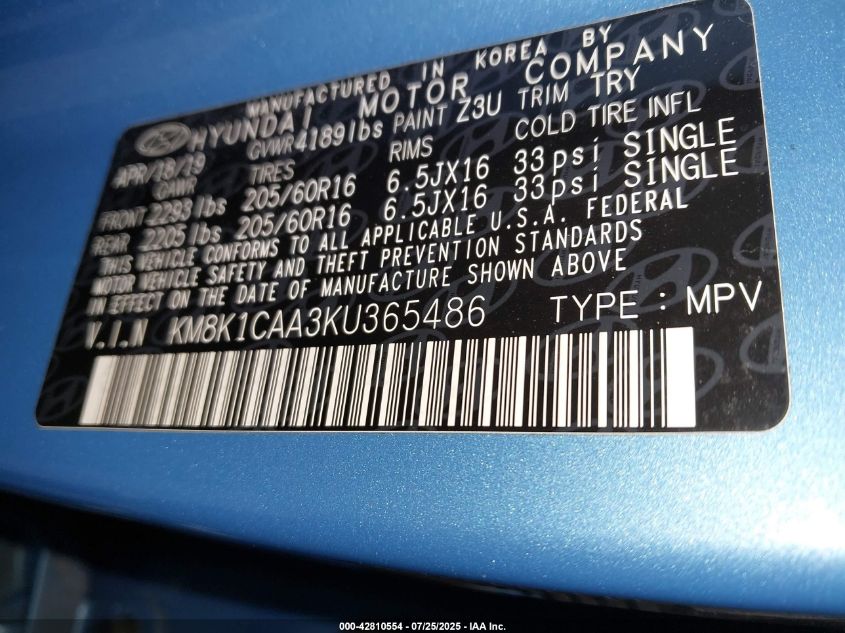 MANUFACTURED IN KOREA BY
HYUNDAI MOTOR COMPANY
APR/18/19 GVWR 4189lbs PAINT Z3U TRIM TRY
GAWR TIRES RIMS COLD TIRE INFL
FRONT 2293 lbs 205/60R16 6.5JX16 33psi SINGLE
REAR 2205 lbs 205/60R16 6.5JX16 33psi SINGLE
THIS VEHICLE CONFORMS TO ALL APPLICABLE U.S.A. FEDERAL
MOTOR VEHICLE SAFETY AND THEFT PREVENTION STANDARDS
IN EFFECT ON THE DATE OF MANUFACTURE SHOWN ABOVE
V.I.N KM8K1CAA3KU365486 TYPE : MPV
000-42810554 - 07/25/2025 - IAA Inc.